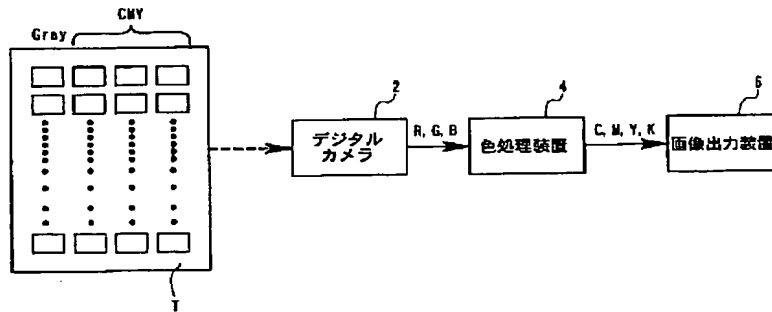 CMY
Gray
2
4
6
デジタル
カメラ
R, G, B
色処理装置
C, M, Y, K
画像出力装置
T